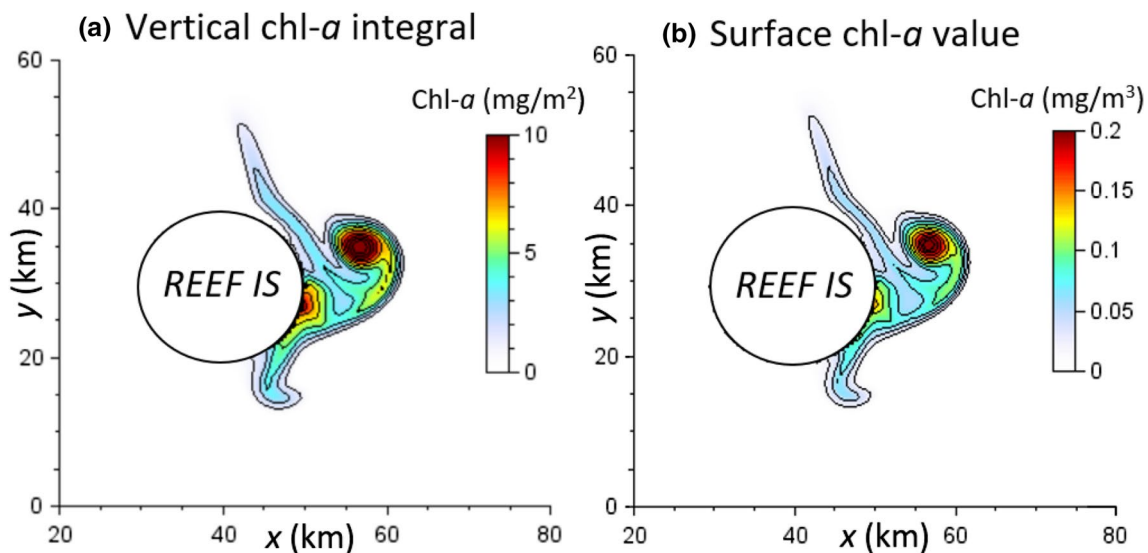 (a) Vertical chl-a integral
60
40
20
0
20
40
60
80
y (km)
x (km)
Chl-a (mg/m²)
10
5
0
REEF IS
(b) Surface chl-a value
60
40
20
0
20
40
60
80
y (km)
x (km)
Chl-a (mg/m³)
0.2
0.15
0.1
0.05
0
REEF IS